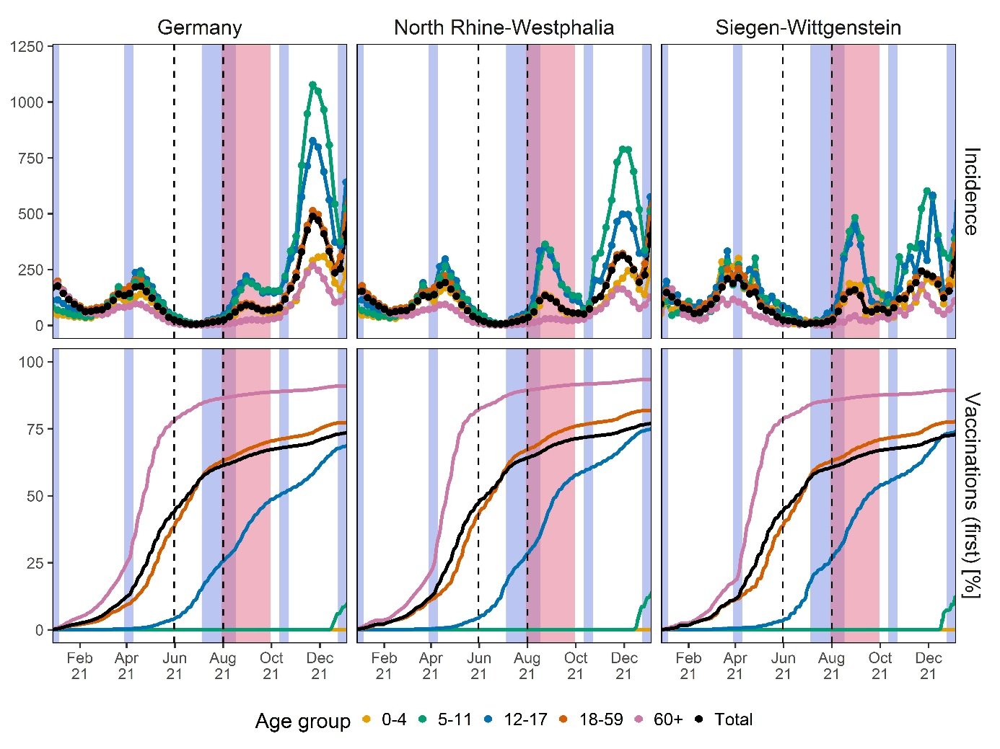 Germany North Rhine-Westphalia Siegen-Wittgenstein
1250
1000
750
500
250
0
Incidence
100
75
50
25
0
Vaccinations (first) [%]
Feb Apr Jun Aug Oct Dec Feb Apr Jun Aug Oct Dec Feb Apr Jun Aug Oct Dec
21 21 21 21 21 21 21 21 21 21 21 21 21 21 21 21 21 21
Age group 0-4 5-11 12-17 18-59 60+ Total